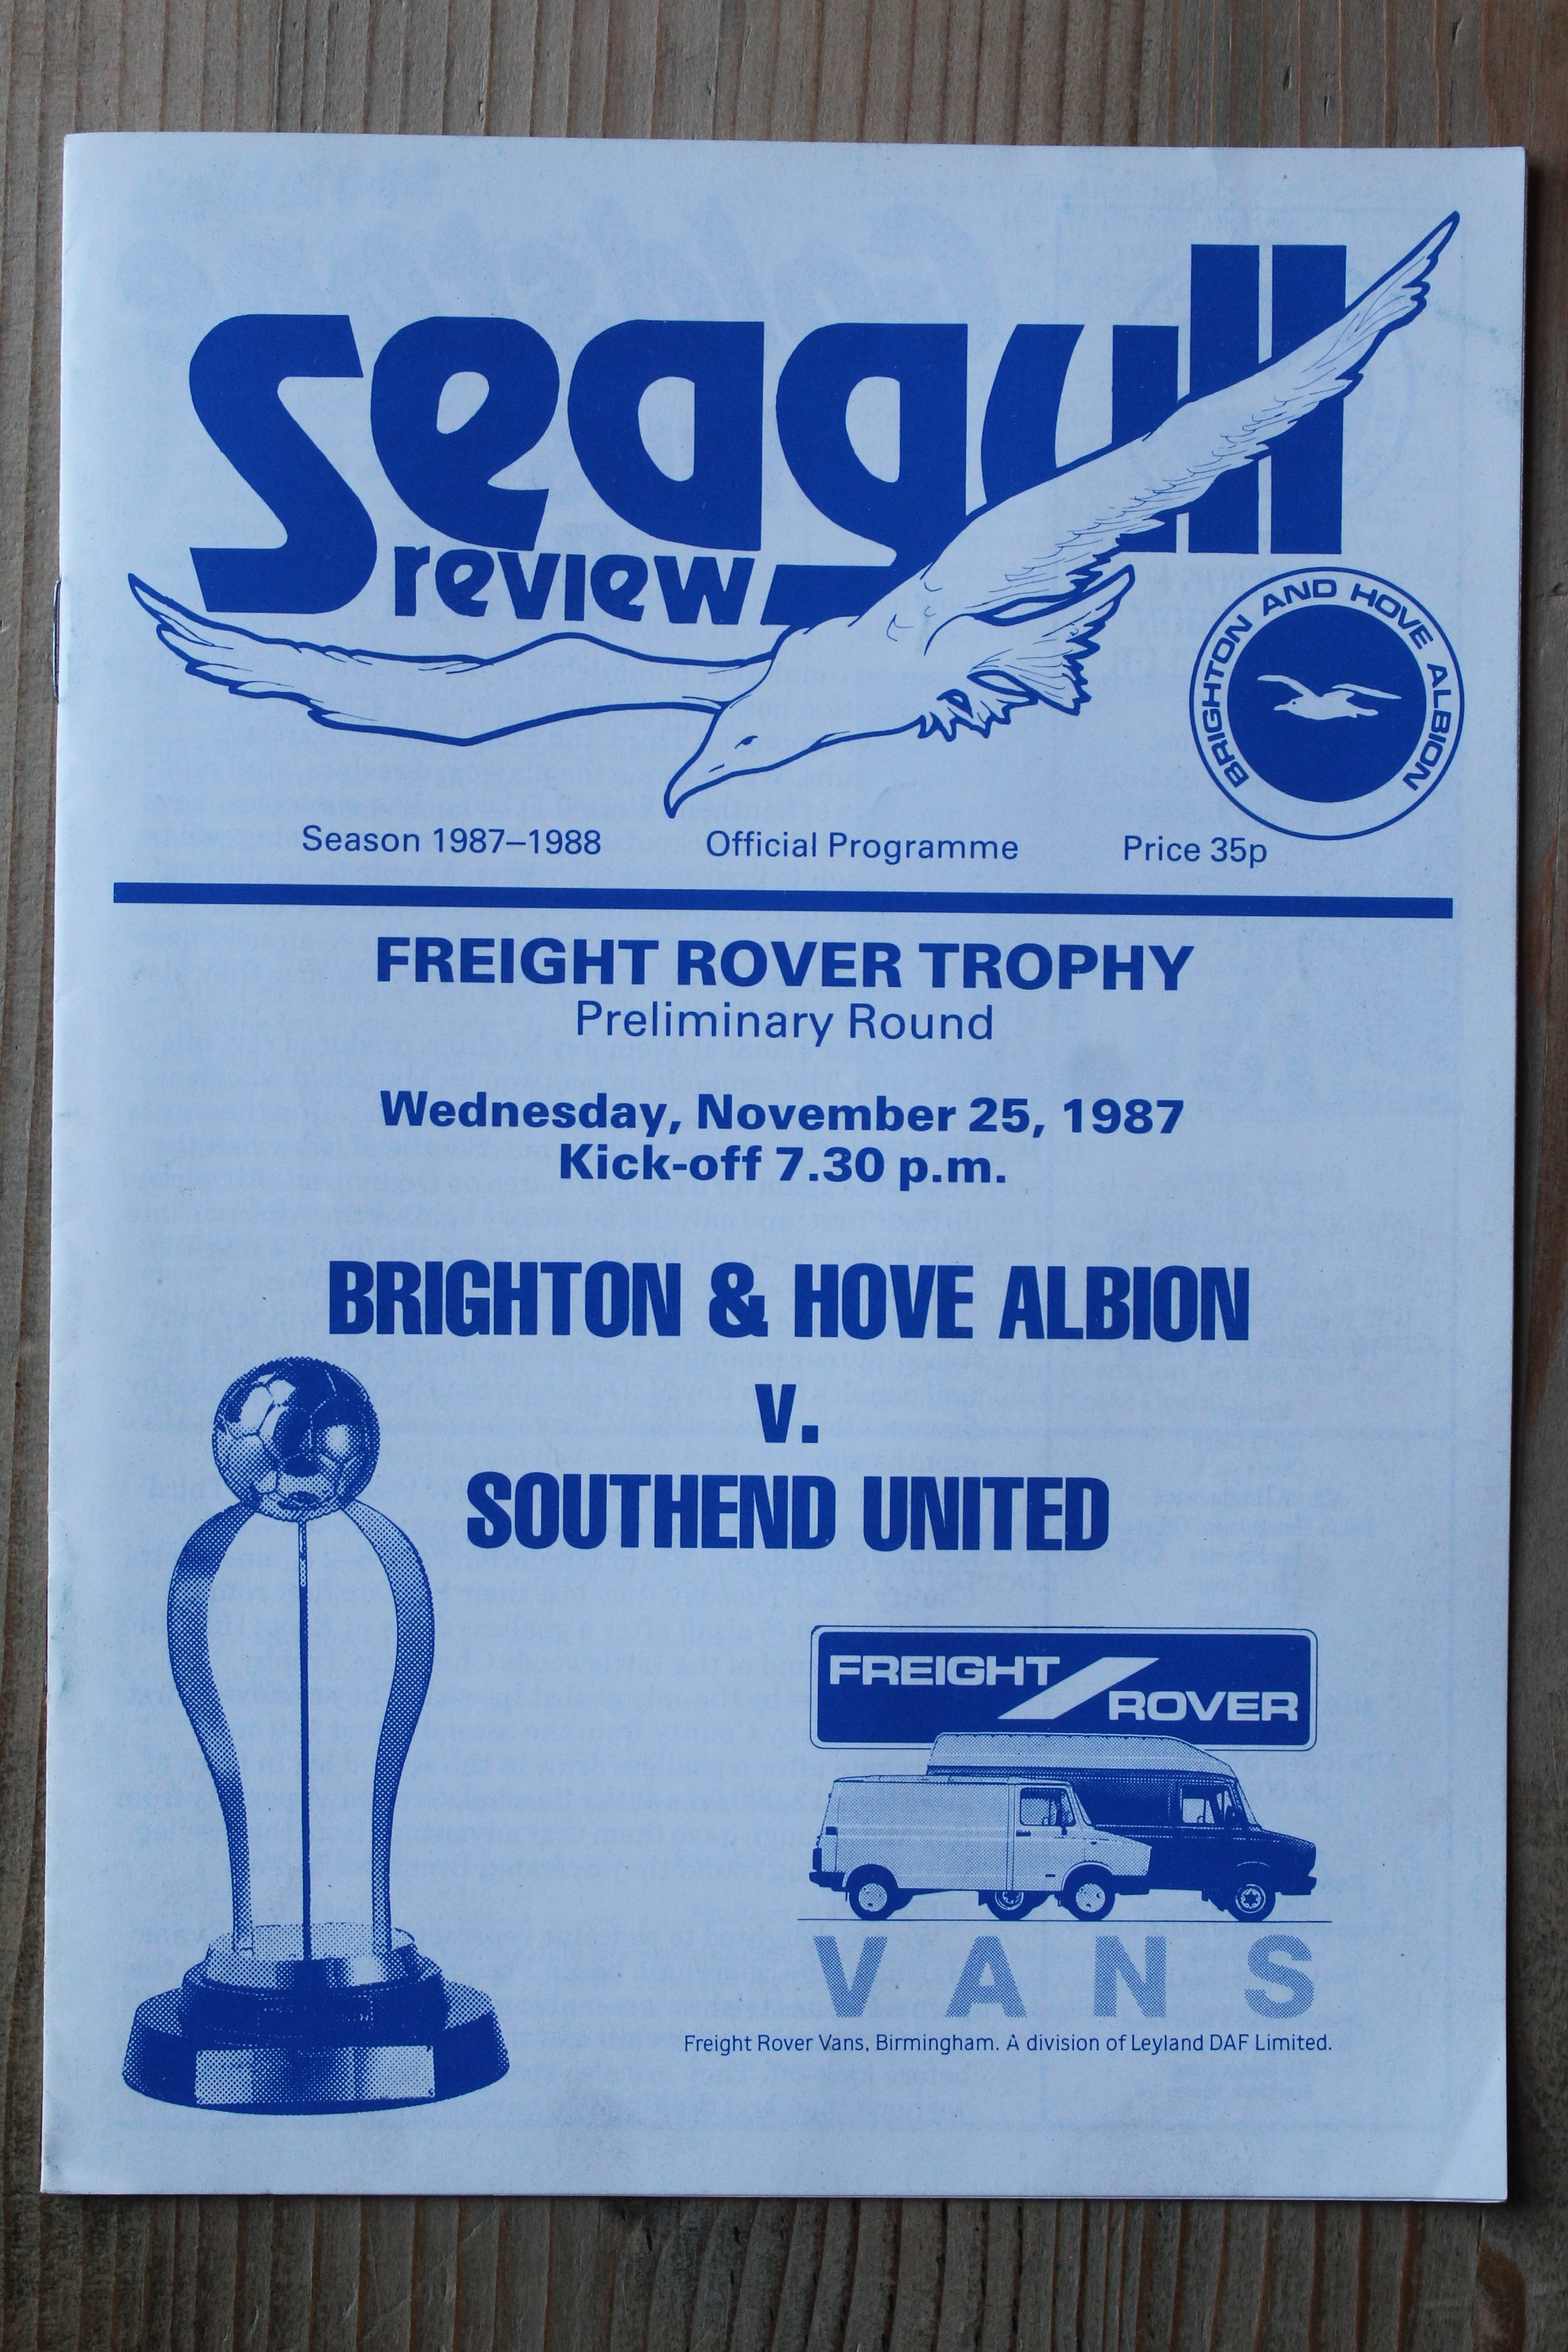 seagull
review
BRIGHTON AND HOVE ALBION
Season 1987–1988 Official Programme Price 35p
FREIGHT ROVER TROPHY
Preliminary Round
Wednesday, November 25, 1987
Kick-off 7.30 p.m.
BRIGHTON & HOVE ALBION
v.
SOUTHEND UNITED
FREIGHT
ROVER
VANS
Freight Rover Vans, Birmingham. A division of Leyland DAF Limited.